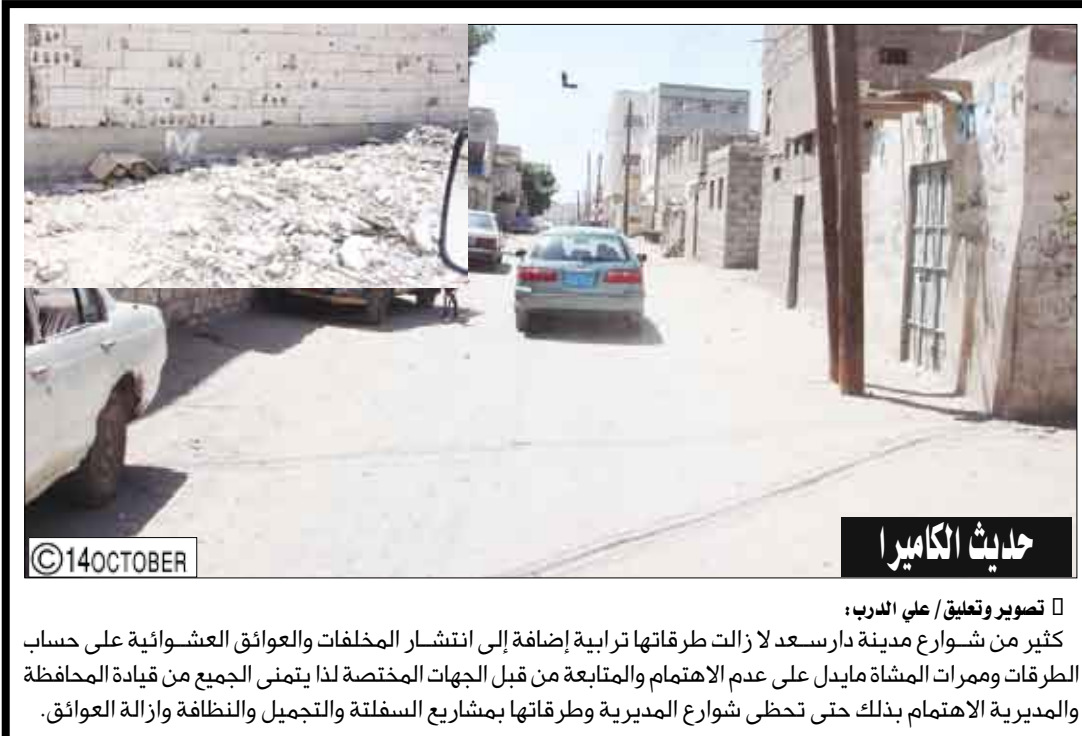 حديث الكاميرا
©14OCTOBER
تصوير وتعليق / علي الدرب :
كثير من شوارع مدينة دارسعد لا زالت طرقاتها ترابية إضافة إلى انتشار المخلفات والعوائق العشوائية على حساب
الطرقات وممرات المشاة مايدل على عدم الاهتمام والمتابعة من قبل الجهات المختصة لذا يتمنى الجميع من قيادة المحافظة
والمديرية الاهتمام بذلك حتى تحظى شوارع المديرية وطرقاتها بمشاريع السفلتة والتجميل والنظافة وازالة العوائق.